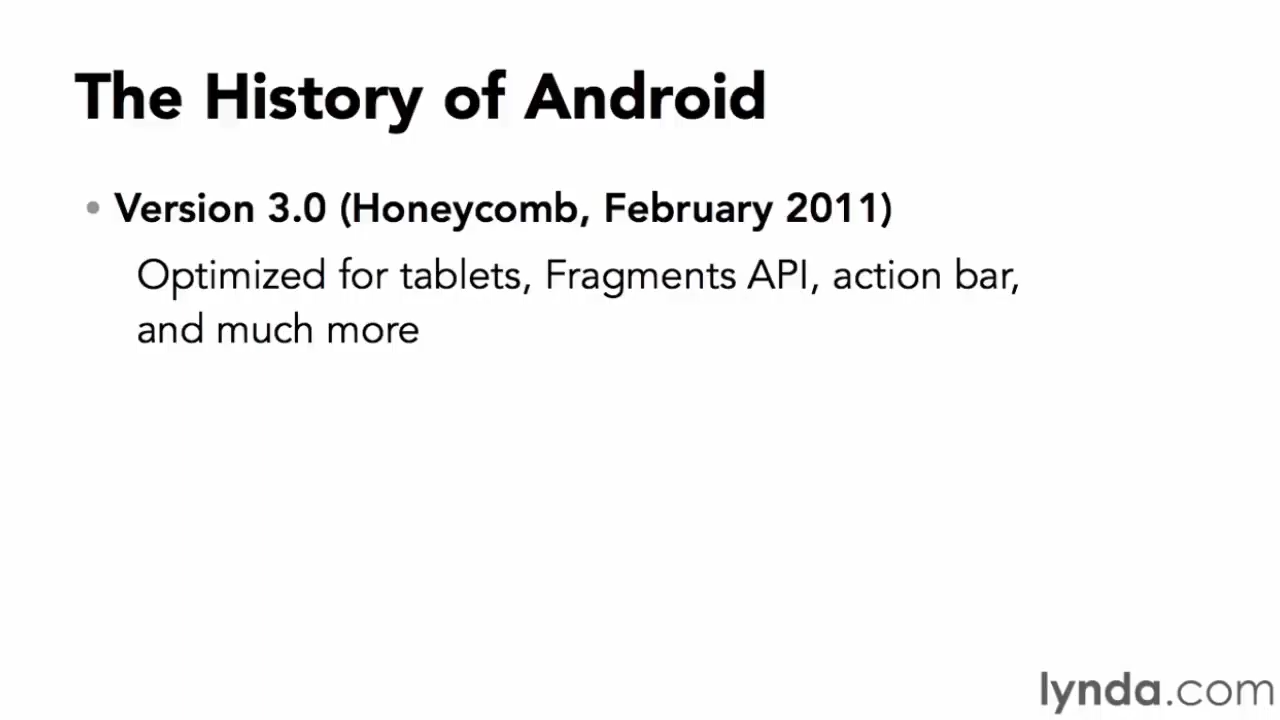 The History of Android
• Version 3.0 (Honeycomb, February 2011)
Optimized for tablets, Fragments API, action bar,
and much more
lynda.com